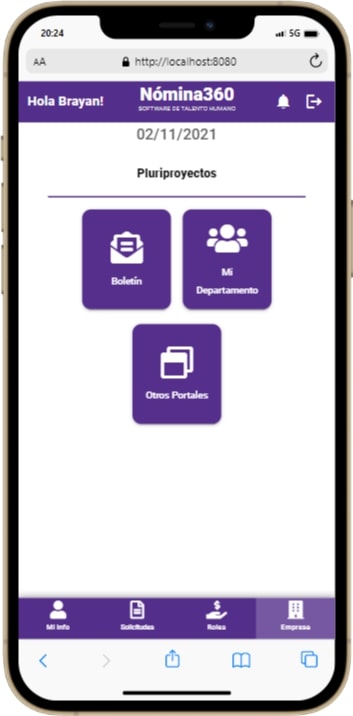 20:24
5G
AA
http://localhost:8080
Hola Brayan!
Nómina360
SOFTWARE DE TALENTO HUMANO
02/11/2021
Pluriproyectos
Boletín
Mi
Departamento
Otros Portales
Mi Info
Solicitudes
Roles
Empresa